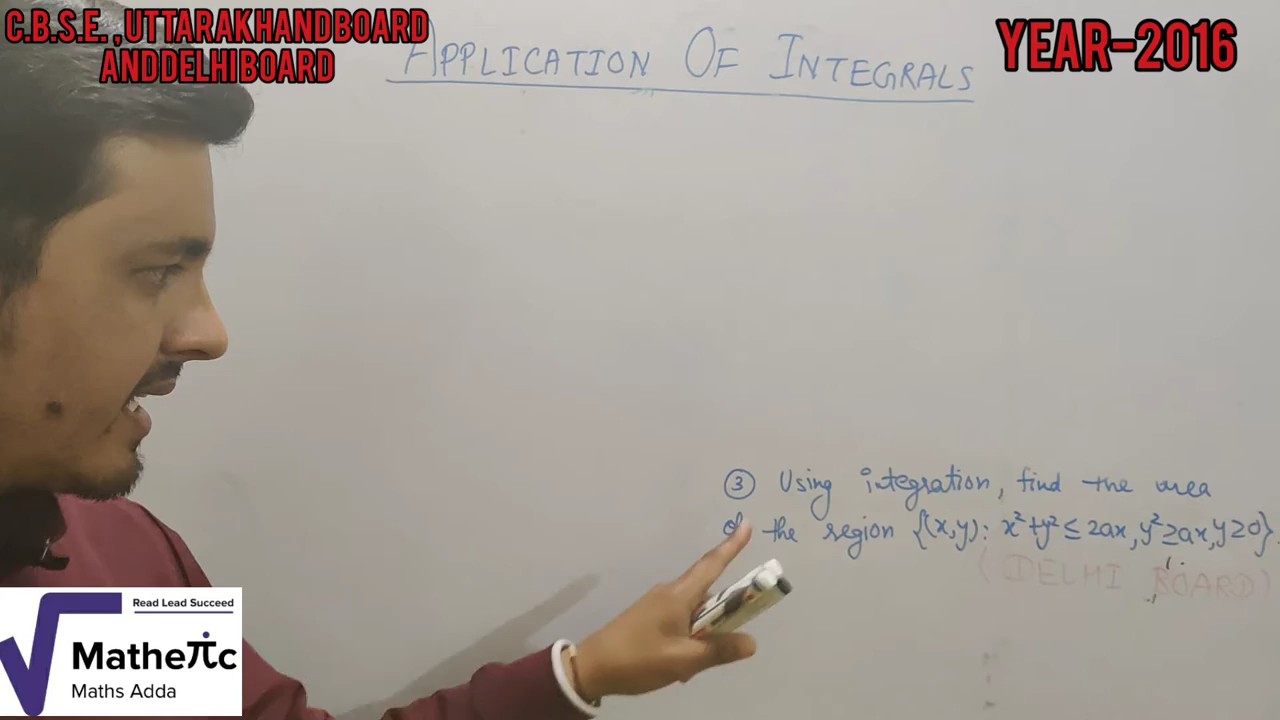 C.B.S.E. ,UTTARAKHANDBOARD
ANDDELHIBOARD
YEAR-2016
APPLICATION OF INTEGRALS
③ Using integration, find the area
of the region {(x,y): x²+y² ≤ 2ax, y² ≥ ax, y ≥ 0}.
(DELHI BOARD)
Read Lead Succeed
Matheπc
Maths Adda